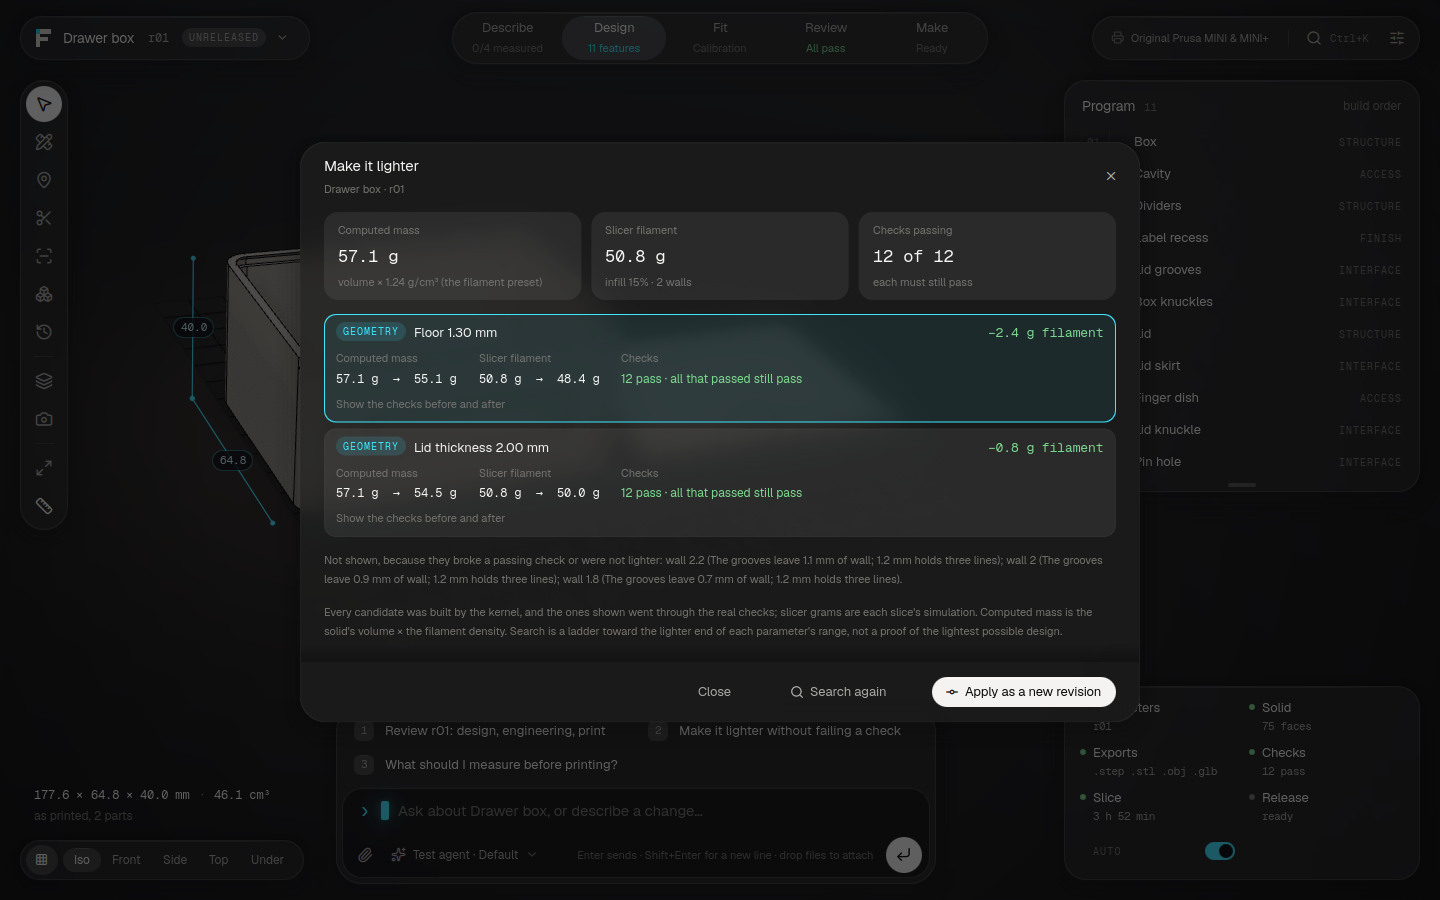 Drawer box r01 UNRELEASED
Describe
0/4 measured
Design
11 features
Fit
Calibration
Review
All pass
Make
Ready
Original Prusa MINI & MINI+
Ctrl+K
Program 11 build order
01 Box STRUCTURE
Cavity ACCESS
Dividers STRUCTURE
Label recess FINISH
Lid grooves INTERFACE
Box knuckles INTERFACE
Lid STRUCTURE
Lid skirt INTERFACE
Finger dish ACCESS
Lid knuckle INTERFACE
Pin hole INTERFACE
40.0
64.8
Make it lighter
Drawer box · r01
Computed mass
57.1 g
volume × 1.24 g/cm³ (the filament preset)
Slicer filament
50.8 g
infill 15% · 2 walls
Checks passing
12 of 12
each must still pass
GEOMETRY Floor 1.30 mm −2.4 g filament
Computed mass Slicer filament Checks
57.1 g → 55.1 g 50.8 g → 48.4 g 12 pass · all that passed still pass
Show the checks before and after
GEOMETRY Lid thickness 2.00 mm −0.8 g filament
Computed mass Slicer filament Checks
57.1 g → 54.5 g 50.8 g → 50.0 g 12 pass · all that passed still pass
Show the checks before and after
Not shown, because they broke a passing check or were not lighter: wall 2.2 (The grooves leave 1.1 mm of wall; 1.2 mm holds three lines); wall 2 (The grooves
leave 0.9 mm of wall; 1.2 mm holds three lines); wall 1.8 (The grooves leave 0.7 mm of wall; 1.2 mm holds three lines).
Every candidate was built by the kernel, and the ones shown went through the real checks; slicer grams are each slice's simulation. Computed mass is the
solid's volume × the filament density. Search is a ladder toward the lighter end of each parameter's range, not a proof of the lightest possible design.
Close Search again Apply as a new revision
1 Review r01: design, engineering, print
2 Make it lighter without failing a check
3 What should I measure before printing?
Ask about Drawer box, or describe a change...
Test agent · Default
Enter sends · Shift+Enter for a new line · drop files to attach
177.6 × 64.8 × 40.0 mm · 46.1 cm³
as printed, 2 parts
Iso Front Side Top Under
ters
r01
Solid
75 faces
Exports
.step .stl .obj .glb
Checks
12 pass
Slice
3 h 52 min
Release
ready
AUTO